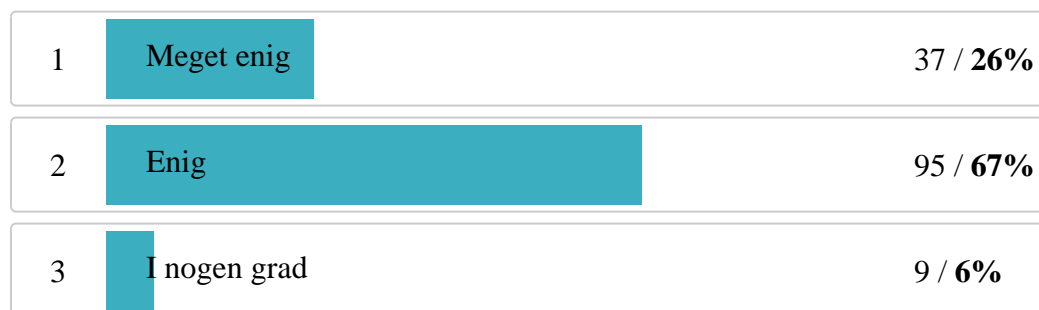 1 Meget enig 37 / 26%
2 Enig 95 / 67%
3 I nogen grad 9 / 6%